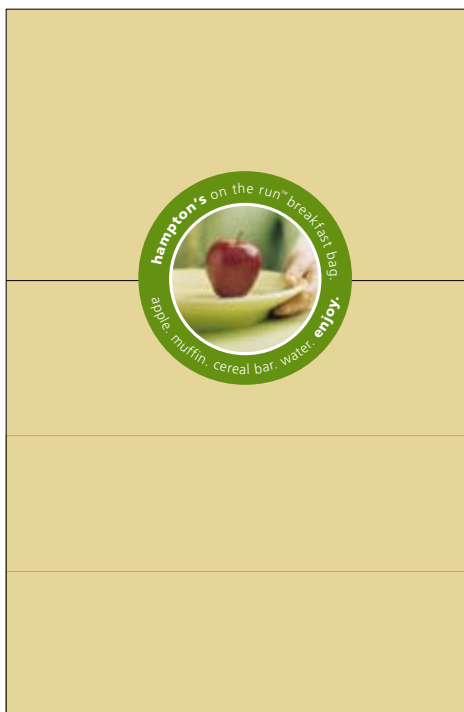 hampton's on the run™ breakfast bag.
apple. muffin. cereal bar. water. enjoy.